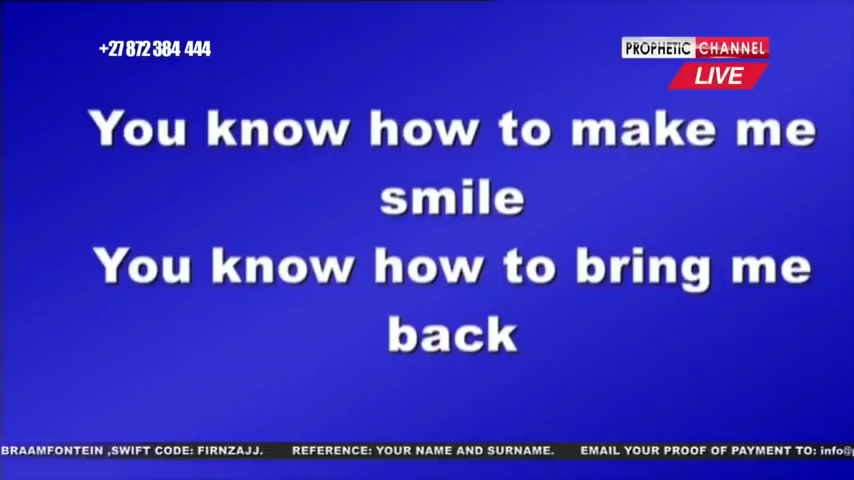 +27 872 384 444
PROPHETIC CHANNEL
LIVE
You know how to make me
smile
You know how to bring me
back
BRAAMFONTEIN ,SWIFT CODE: FIRNZAJJ. REFERENCE: YOUR NAME AND SURNAME. EMAIL YOUR PROOF OF PAYMENT TO: